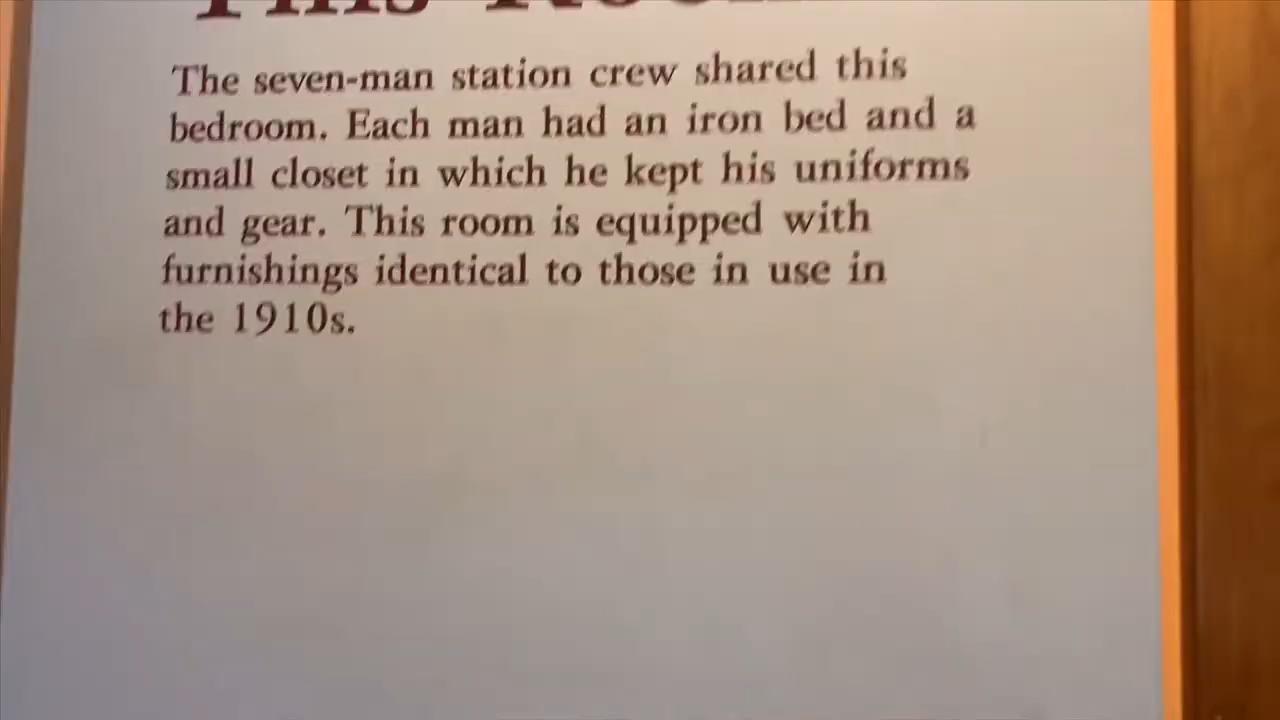 This Room
The seven-man station crew shared this
bedroom. Each man had an iron bed and a
small closet in which he kept his uniforms
and gear. This room is equipped with
furnishings identical to those in use in
the 1910s.